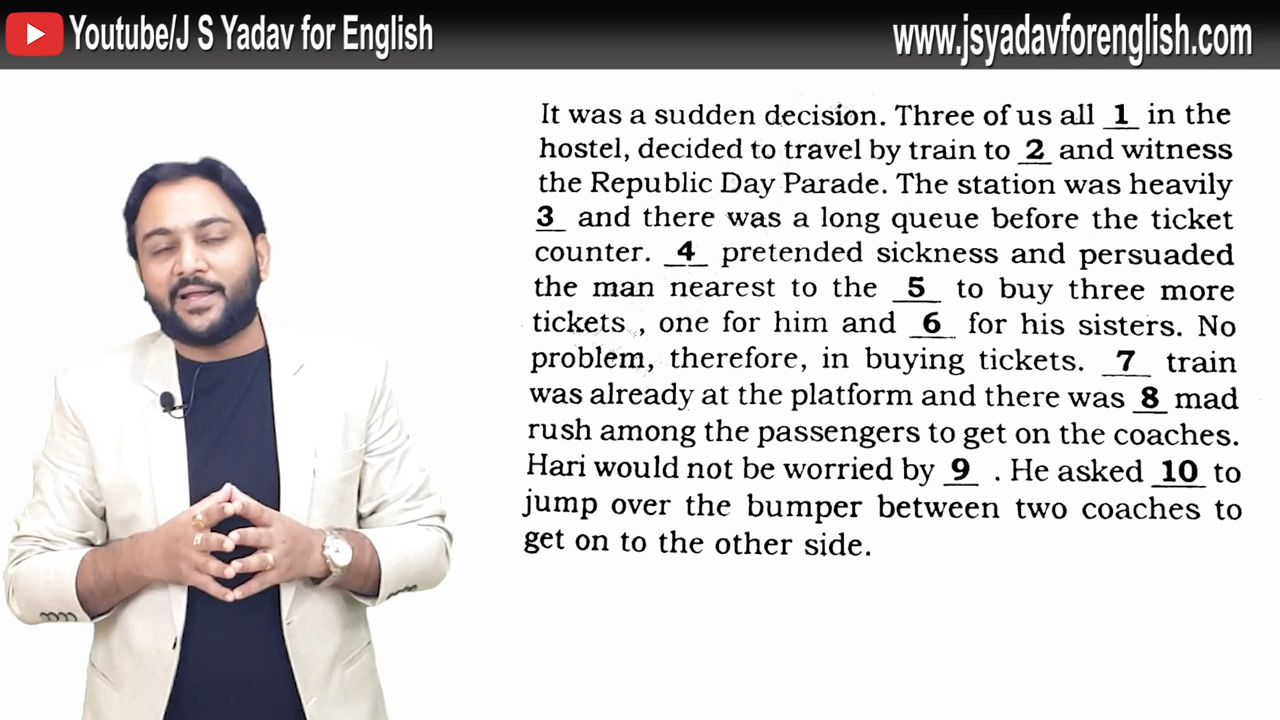 Youtube/J S Yadav for English
www.jsyadavforenglish.com
It was a sudden decision. Three of us all 1 in the
hostel, decided to travel by train to 2 and witness
the Republic Day Parade. The station was heavily
3 and there was a long queue before the ticket
counter. 4 pretended sickness and persuaded
the man nearest to the 5 to buy three more
tickets , one for him and 6 for his sisters. No
problem, therefore, in buying tickets. 7 train
was already at the platform and there was 8 mad
rush among the passengers to get on the coaches.
Hari would not be worried by 9 . He asked 10 to
jump over the bumper between two coaches to
get on to the other side.